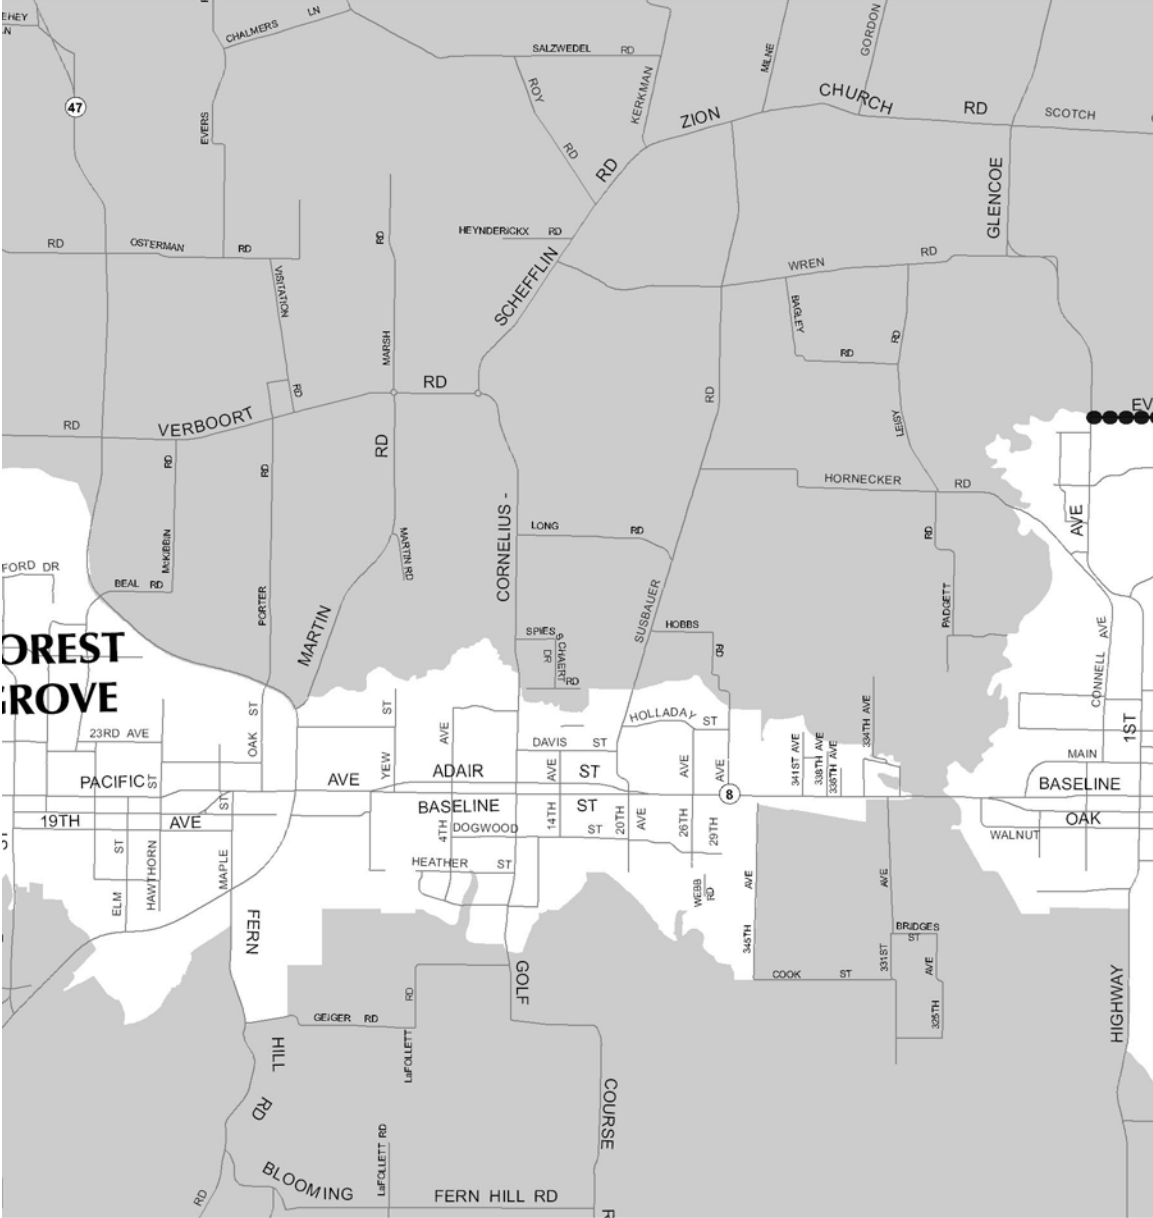 EHEY
LN
CHALMERS LN
SALZWEDEL RD
ROY RD
KERKMAN
MILNE
GORDON
47
EVERS
ZION CHURCH RD
SCOTCH
RD
GLENCOE
HEYNDERICKX RD
SCHEFFLIN
RD OSTERMAN RD
RD
VISITATION
RD
MARSH
WREN RD
BAGLEY
RD
RD
LEISY
RD
RD
VERBOORT
RD
EV
RD
RD
RD
HORNECKER RD
CORNELIUS -
AVE
LONG RD
RD
McKIBBIN
MARTIN RD
FORD DR
BEAL RD
PORTER
MARTIN
SUSBAUER
HOBBS
RD
PADGETT
SPIES
SCHAERT
DR
RD
OREST
GROVE
CONNELL AVE
1ST
ST
ST
AVE
HOLLADAY ST
334TH AVE
23RD AVE
OAK
YEW
DAVIS ST
AVE
AVE
AVE
341ST AVE
338TH AVE
336TH AVE
MAIN
PACIFIC AVE
ST
ADAIR ST
8
BASELINE
19TH AVE
ST
BASELINE ST
4TH
14TH
20TH
AVE
26TH
29TH
OAK
DOGWOOD ST
WALNUT
ST
ELM
HAWTHORN
MAPLE
HEATHER ST
WEBB
RD
AVE
345TH
AVE
331ST
FERN
BRIDGES
ST
AVE
325TH
COOK ST
GOLF
HIGHWAY
RD
LaFOLLETT
GEIGER RD
HILL
RD
COURSE
LaFOLLETT RD
BLOOMING
FERN HILL RD
RD
R